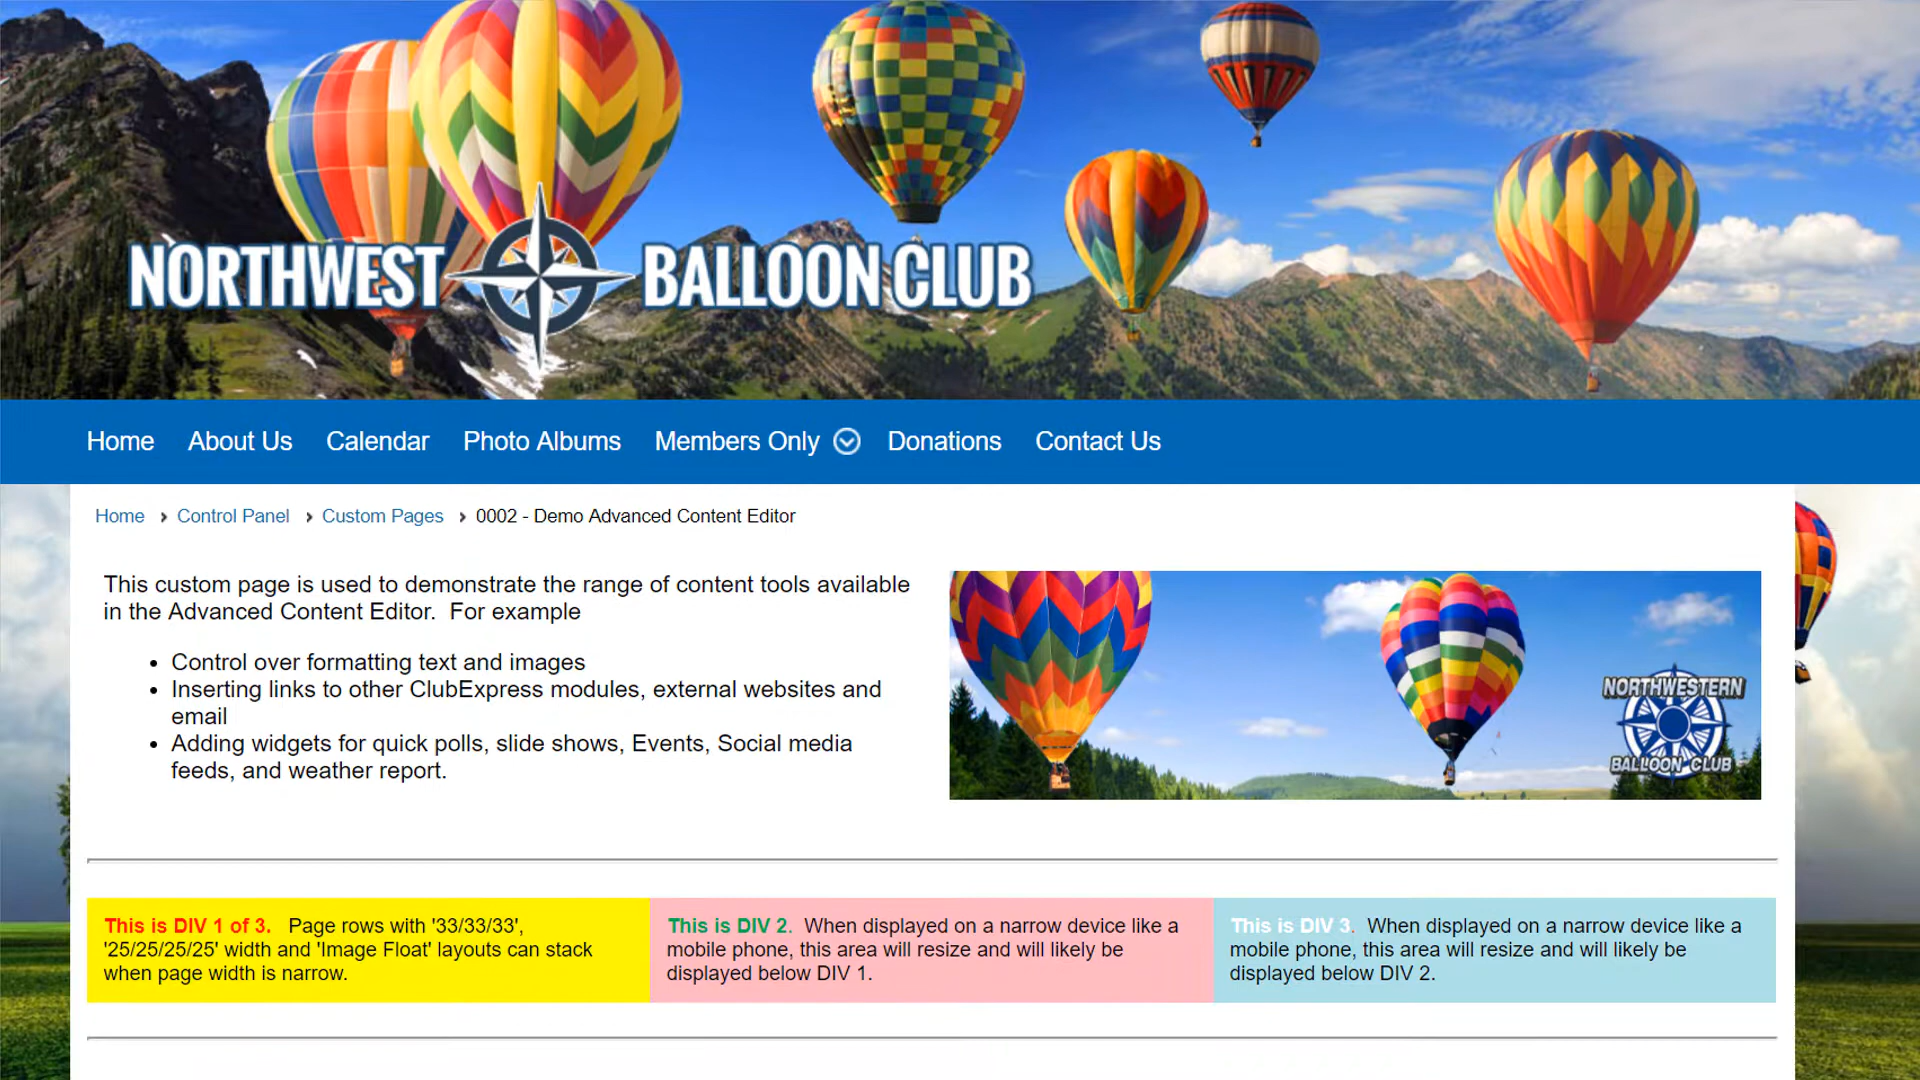 NORTHWEST BALLOON CLUB
Home About Us Calendar Photo Albums Members Only Donations Contact Us
Home › Control Panel › Custom Pages › 0002 - Demo Advanced Content Editor
This custom page is used to demonstrate the range of content tools available
in the Advanced Content Editor.  For example
• Control over formatting text and images
• Inserting links to other ClubExpress modules, external websites and
email
• Adding widgets for quick polls, slide shows, Events, Social media
feeds, and weather report.
NORTHWESTERN
BALLOON CLUB
This is DIV 1 of 3.   Page rows with '33/33/33',
'25/25/25/25' width and 'Image Float' layouts can stack
when page width is narrow.
This is DIV 2.  When displayed on a narrow device like a
mobile phone, this area will resize and will likely be
displayed below DIV 1.
This is DIV 3.  When displayed on a narrow device like a
mobile phone, this area will resize and will likely be
displayed below DIV 2.